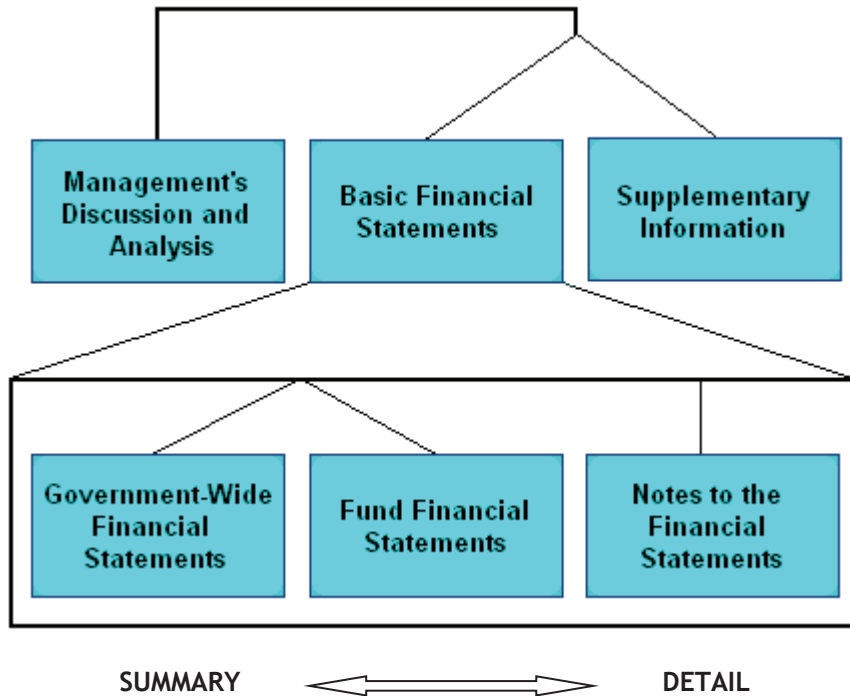 Management's
Discussion and
Analysis
Basic Financial
Statements
Supplementary
Information
Government-Wide
Financial
Statements
Fund Financial
Statements
Notes to the
Financial
Statements
SUMMARY
DETAIL